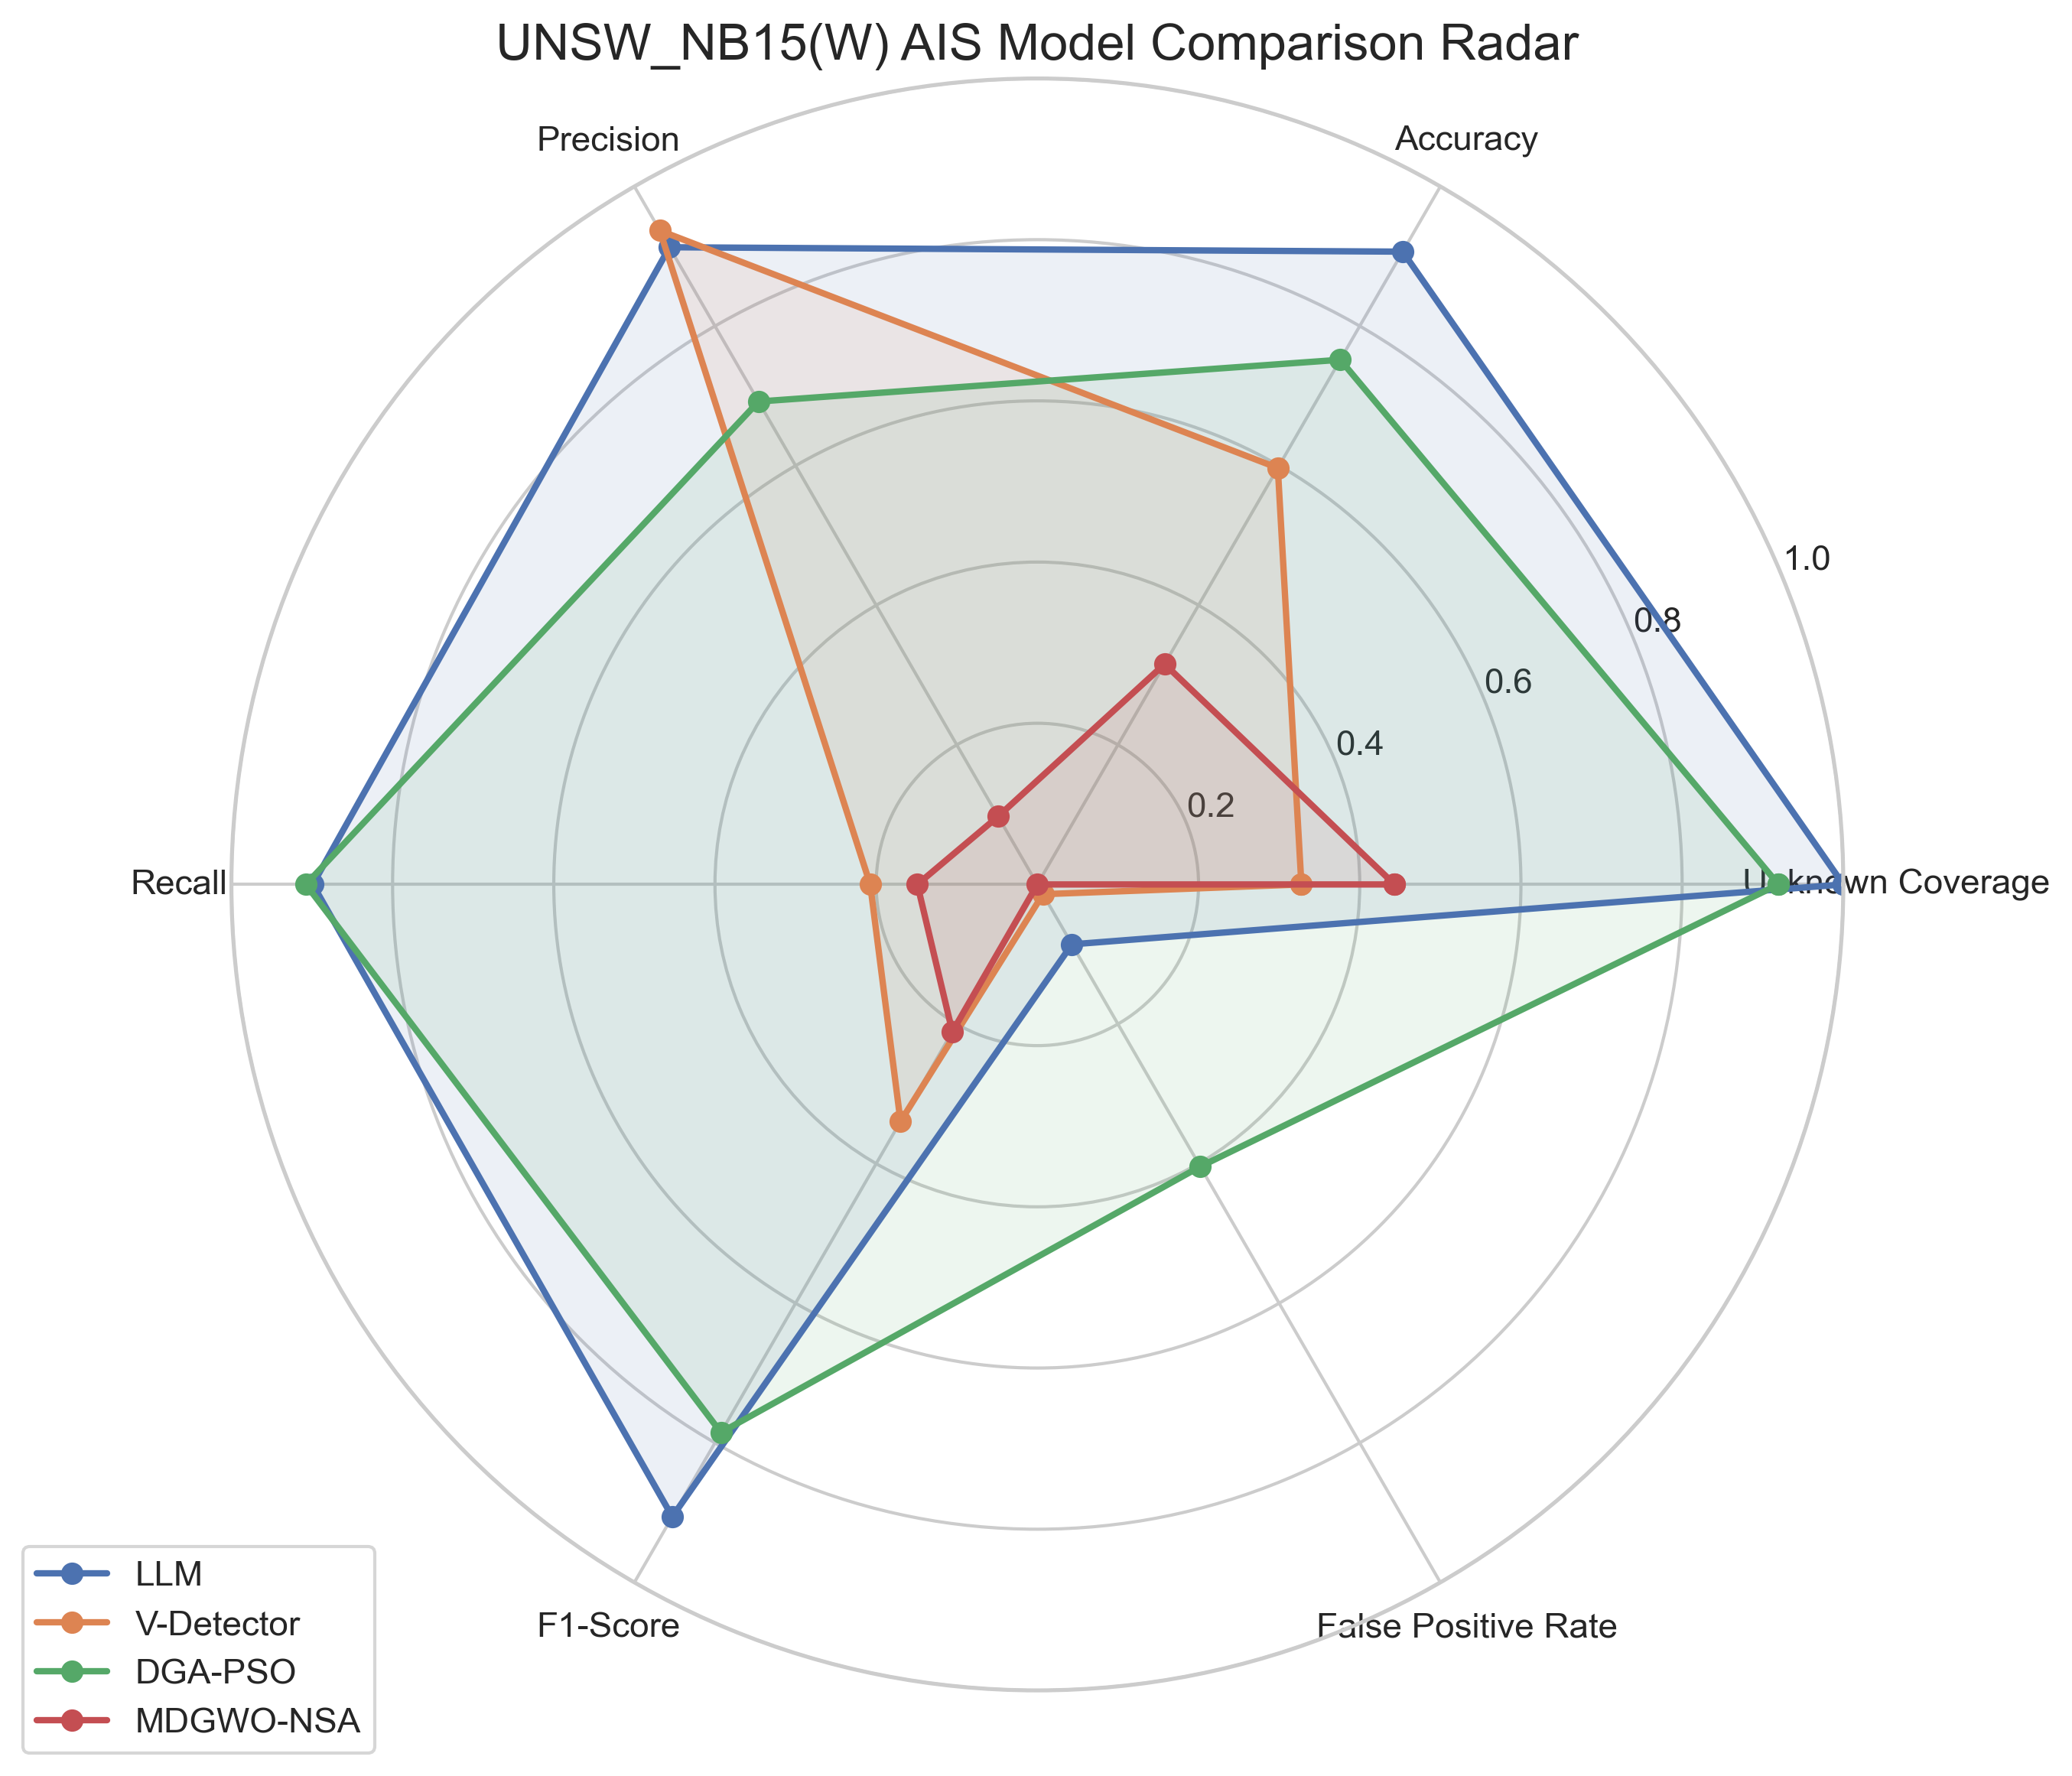 UNSW_NB15(W) AIS Model Comparison Radar
Precision
Accuracy
1.0
0.8
0.6
0.4
0.2
Recall
Unknown Coverage
F1-Score
False Positive Rate
LLM
V-Detector
DGA-PSO
MDGWO-NSA